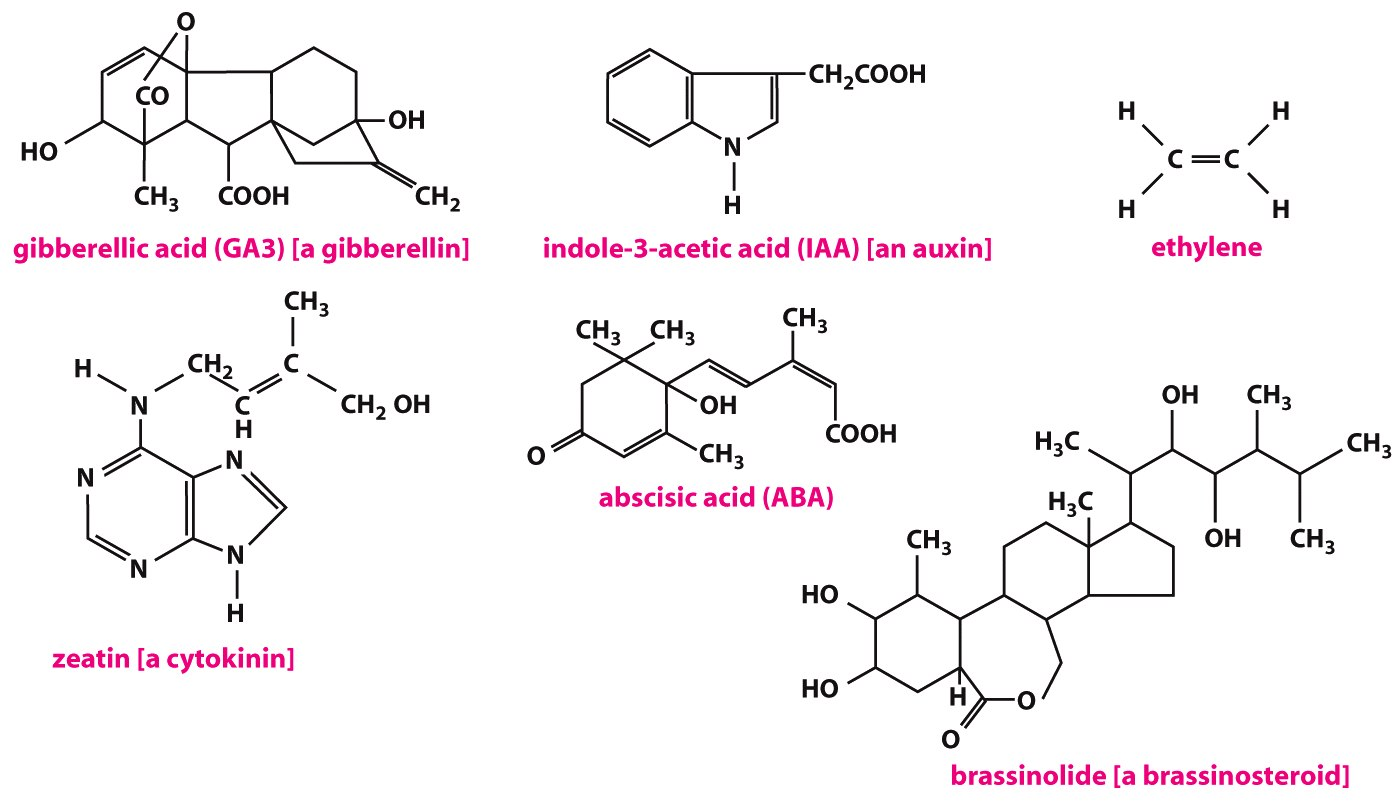 O
CO
HO
OH
CH3
COOH
CH2
gibberellic acid (GA3) [a gibberellin]
CH2COOH
N
H
indole-3-acetic acid (IAA) [an auxin]
H
H
C
C
H
H
ethylene
CH3
H
CH2
C
N
C
H
CH2 OH
N
N
N
N
H
zeatin [a cytokinin]
CH3
CH3
CH3
OH
O
CH3
COOH
abscisic acid (ABA)
OH
CH3
H3C
CH3
H3C
OH
CH3
CH3
HO
HO
H
O
O
brassinolide [a brassinosteroid]